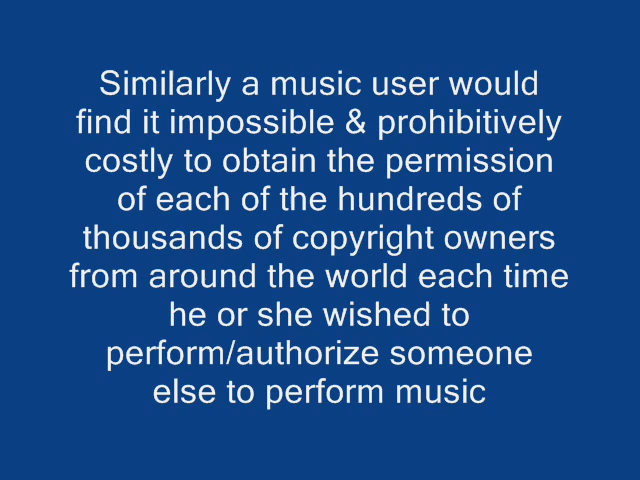 Similarly a music user would
find it impossible & prohibitively
costly to obtain the permission
of each of the hundreds of
thousands of copyright owners
from around the world each time
he or she wished to
perform/authorize someone
else to perform music